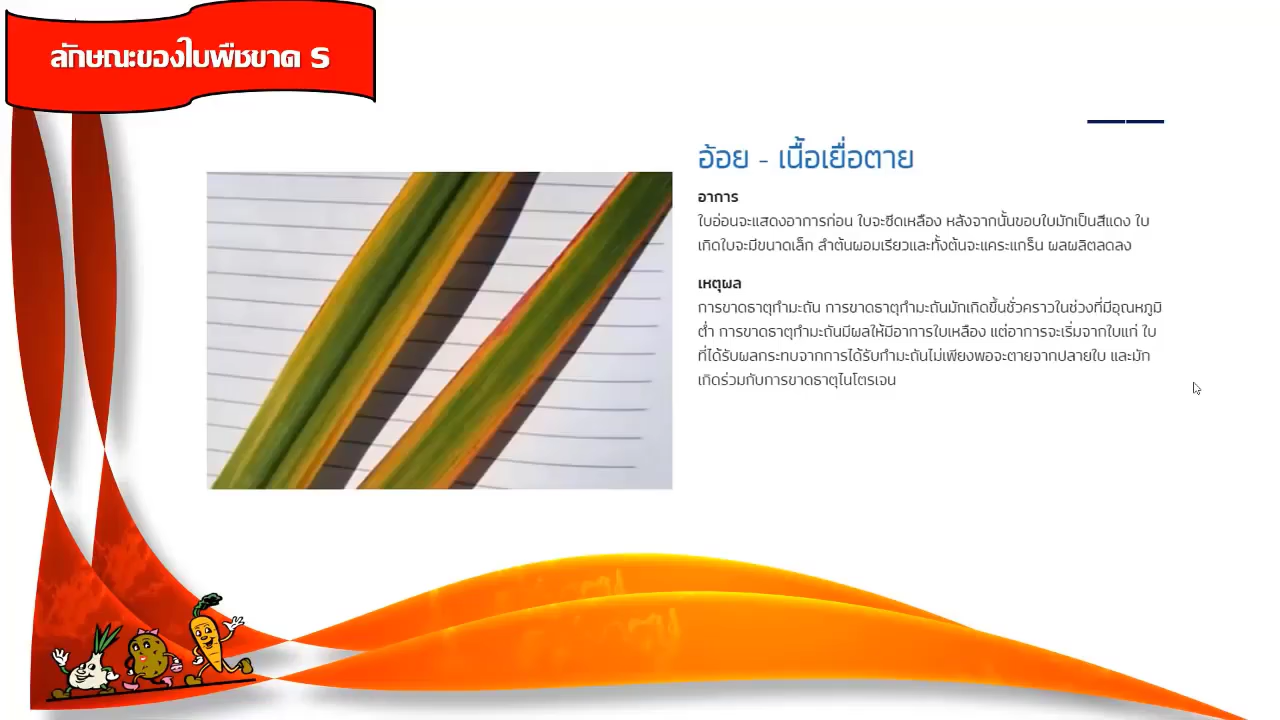 ลักษณะของใบพืชขาด S
อ้อย - เนื้อเยื่อตาย
อาการ
ใบอ่อนจะแสดงอาการก่อน ใบจะซีดเหลือง หลังจากนั้นขอบใบมักเป็นสีแดง ใบ
เกิดใบจะมีขนาดเล็ก ลำต้นผอมเรียวและทั้งต้นจะแคระแกร็น ผลผลิตลดลง
เหตุผล
การขาดธาตุกำมะถัน การขาดธาตุกำมะถันมักเกิดขึ้นชั่วคราวในช่วงที่มีอุณหภูมิ
ต่ำ การขาดธาตุกำมะถันมีผลให้มีอาการใบเหลือง แต่อาการจะเริ่มจากใบแก่ ใบ
ที่ได้รับผลกระทบจากการได้รับกำมะถันไม่เพียงพอจะตายจากปลายใบ และมัก
เกิดร่วมกับการขาดธาตุไนโตรเจน